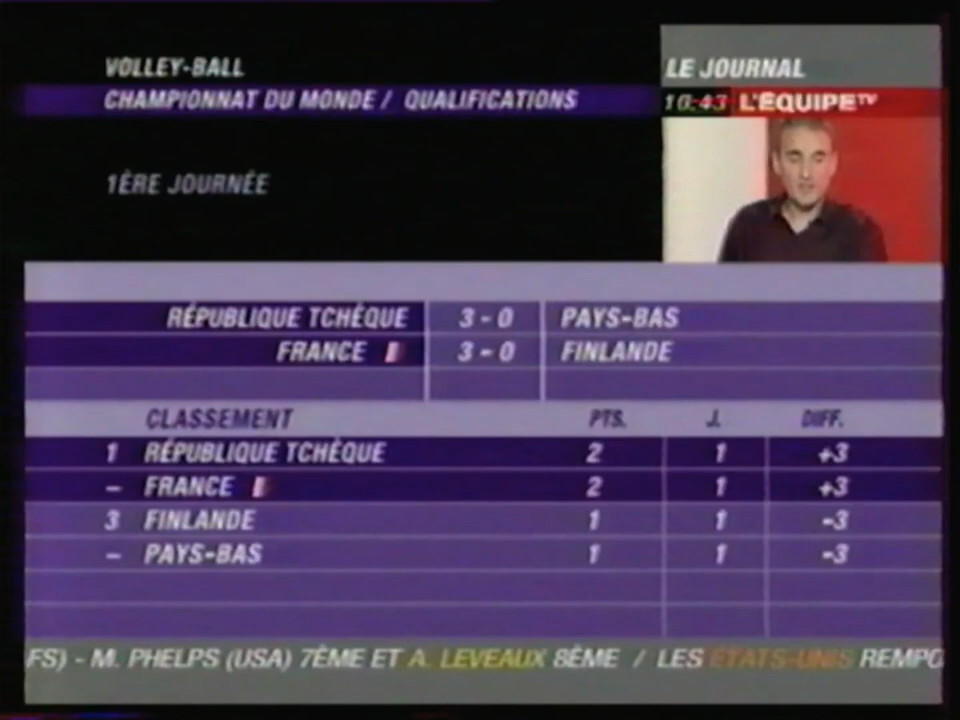 VOLLEY-BALL
LE JOURNAL
CHAMPIONNAT DU MONDE / QUALIFICATIONS
10:43 L'ÉQUIPE TV
1ÈRE JOURNÉE
RÉPUBLIQUE TCHÈQUE 3 - 0 PAYS-BAS
FRANCE 3 - 0 FINLANDE
CLASSEMENT PTS. J. DIFF.
1 RÉPUBLIQUE TCHÈQUE 2 1 +3
– FRANCE 2 1 +3
3 FINLANDE 1 1 -3
– PAYS-BAS 1 1 -3
FS) - M. PHELPS (USA) 7ÈME ET A. LEVEAUX 8ÈME / LES ÉTATS-UNIS REMPO